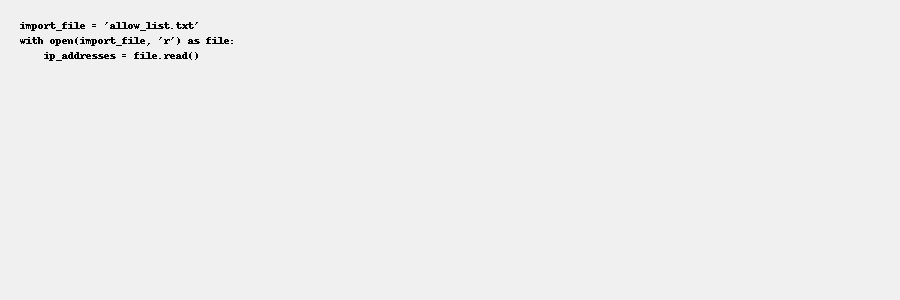 import_file = 'allow_list.txt'
with open(import_file, 'r') as file:
    ip_addresses = file.read()